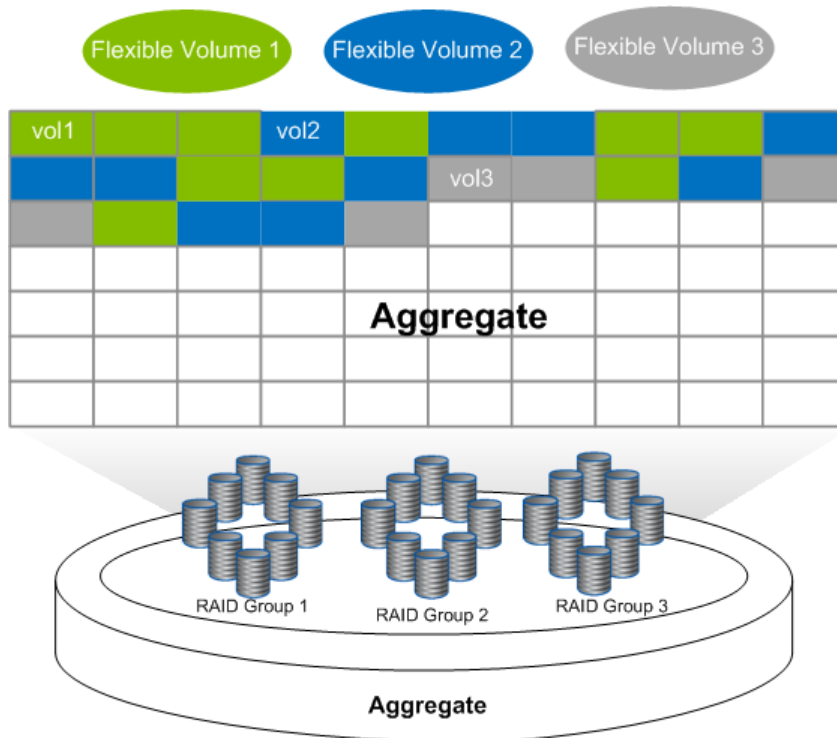 Flexible Volume 1
Flexible Volume 2
Flexible Volume 3
vol1
vol2
vol3
Aggregate
RAID Group 1
RAID Group 2
RAID Group 3
Aggregate